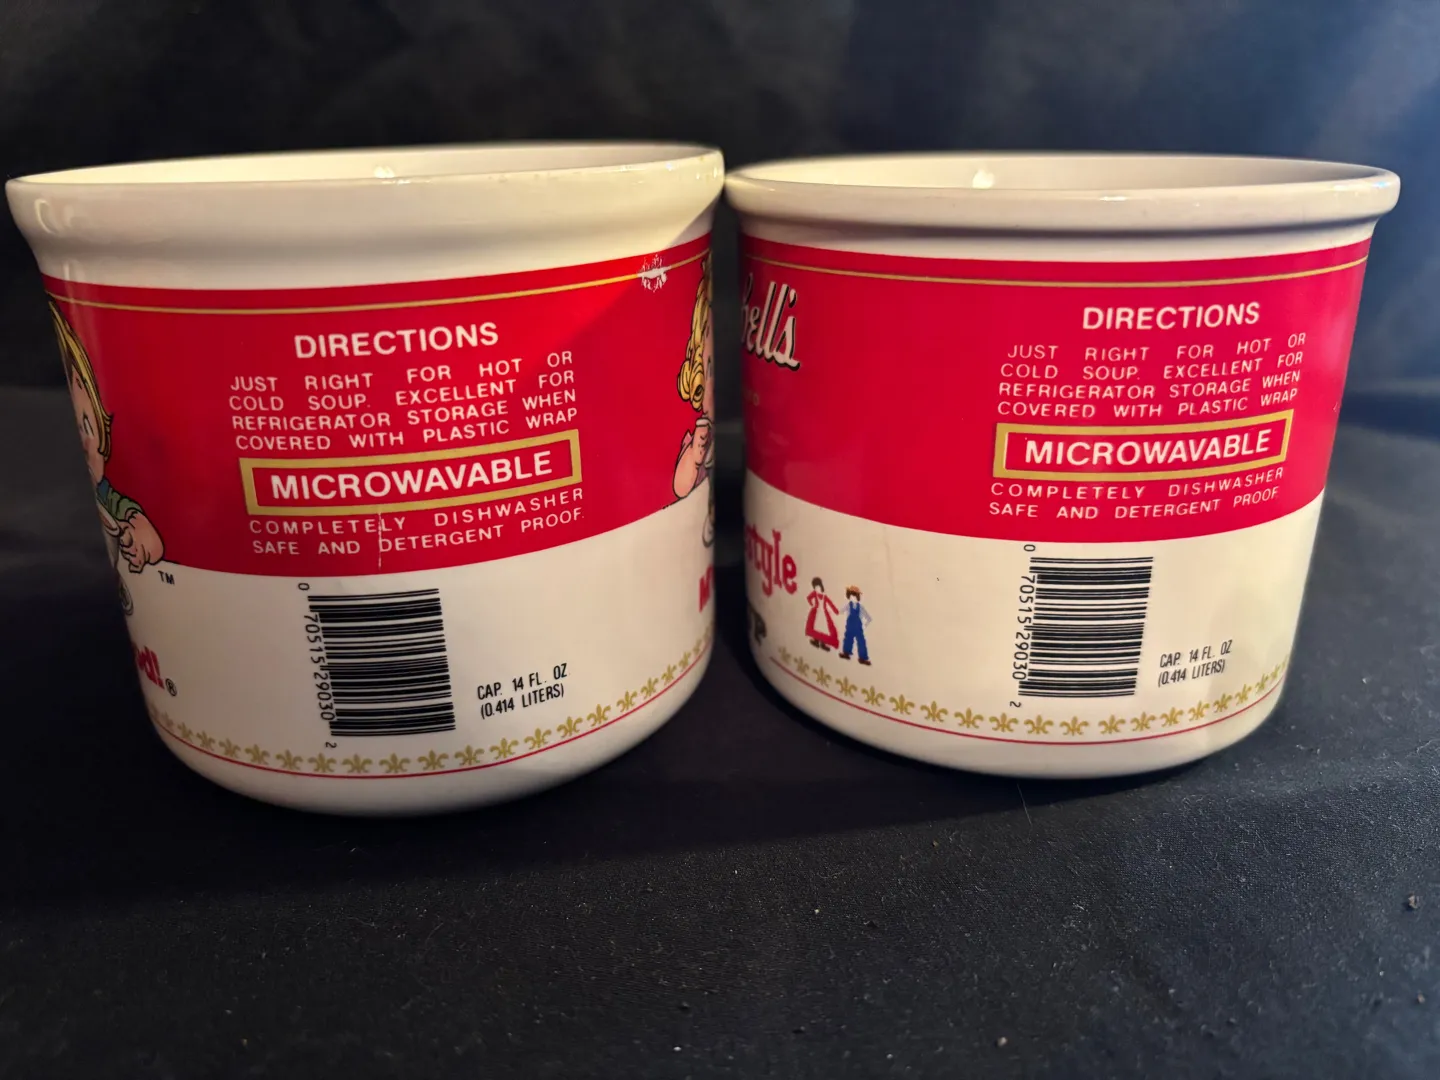 DIRECTIONS
JUST RIGHT FOR HOT OR
COLD SOUP. EXCELLENT FOR
REFRIGERATOR STORAGE WHEN
COVERED WITH PLASTIC WRAP
MICROWAVABLE
COMPLETELY DISHWASHER
SAFE AND DETERGENT PROOF.
TM
®
0 70515 29030 2
CAP. 14 FL. OZ
(0.414 LITERS)
bell's
style
DIRECTIONS
JUST RIGHT FOR HOT OR
COLD SOUP. EXCELLENT FOR
REFRIGERATOR STORAGE WHEN
COVERED WITH PLASTIC WRAP
MICROWAVABLE
COMPLETELY DISHWASHER
SAFE AND DETERGENT PROOF.
0 70515 29030 2
CAP. 14 FL. OZ
(0.414 LITERS)